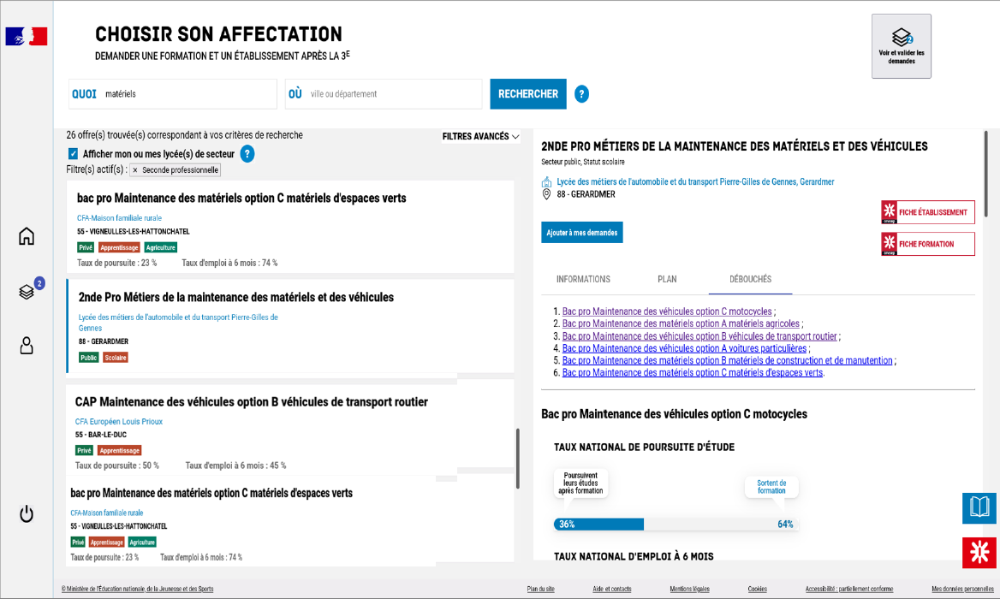 CHOISIR SON AFFECTATION
DEMANDER UNE FORMATION ET UN ÉTABLISSEMENT APRÈS LA 3E
2
Voir et valider les
demandes
QUOI matériels
OÙ ville ou département
RECHERCHER
?
26 offre(s) trouvée(s) correspondant à vos critères de recherche
FILTRES AVANCÉS
Afficher mon ou mes lycée(s) de secteur ?
Filtre(s) actif(s) : × Seconde professionnelle
bac pro Maintenance des matériels option C matériels d'espaces verts
CFA-Maison familiale rurale
55 - VIGNEULLES-LES-HATTONCHATEL
Privé Apprentissage Agriculture
Taux de poursuite : 23 % Taux d'emploi à 6 mois : 74 %
2nde Pro Métiers de la maintenance des matériels et des véhicules
Lycée des métiers de l'automobile et du transport Pierre-Gilles de
Gennes
88 - GERARDMER
Public Scolaire
CAP Maintenance des véhicules option B véhicules de transport routier
CFA Européen Louis Prioux
55 - BAR-LE-DUC
Privé Apprentissage
Taux de poursuite : 50 % Taux d'emploi à 6 mois : 45 %
bac pro Maintenance des matériels option C matériels d'espaces verts
CFA-Maison familiale rurale
55 - VIGNEULLES-LES-HATTONCHATEL
Privé Apprentissage Agriculture
Taux de poursuite : 23 % Taux d'emploi à 6 mois : 74 %
2
2NDE PRO MÉTIERS DE LA MAINTENANCE DES MATÉRIELS ET DES VÉHICULES
Secteur public, Statut scolaire
Lycée des métiers de l'automobile et du transport Pierre-Gilles de Gennes, Gerardmer
88 - GERARDMER
onisep FICHE ÉTABLISSEMENT
Ajouter à mes demandes
onisep FICHE FORMATION
INFORMATIONS PLAN DÉBOUCHÉS
1. Bac pro Maintenance des véhicules option C motocycles ;
2. Bac pro Maintenance des matériels option A matériels agricoles ;
3. Bac pro Maintenance des véhicules option B véhicules de transport routier ;
4. Bac pro Maintenance des véhicules option A voitures particulières ;
5. Bac pro Maintenance des matériels option B matériels de construction et de manutention ;
6. Bac pro Maintenance des matériels option C matériels d'espaces verts.
Bac pro Maintenance des véhicules option C motocycles
TAUX NATIONAL DE POURSUITE D'ÉTUDE
Poursuivent
leurs études
après formation
Sortent de
formation
36% 64%
TAUX NATIONAL D'EMPLOI À 6 MOIS
© Ministère de l'Éducation nationale, de la Jeunesse et des Sports
Plan du site Aide et contacts Mentions légales Cookies Accessibilité : partiellement conforme Mes données personnelles